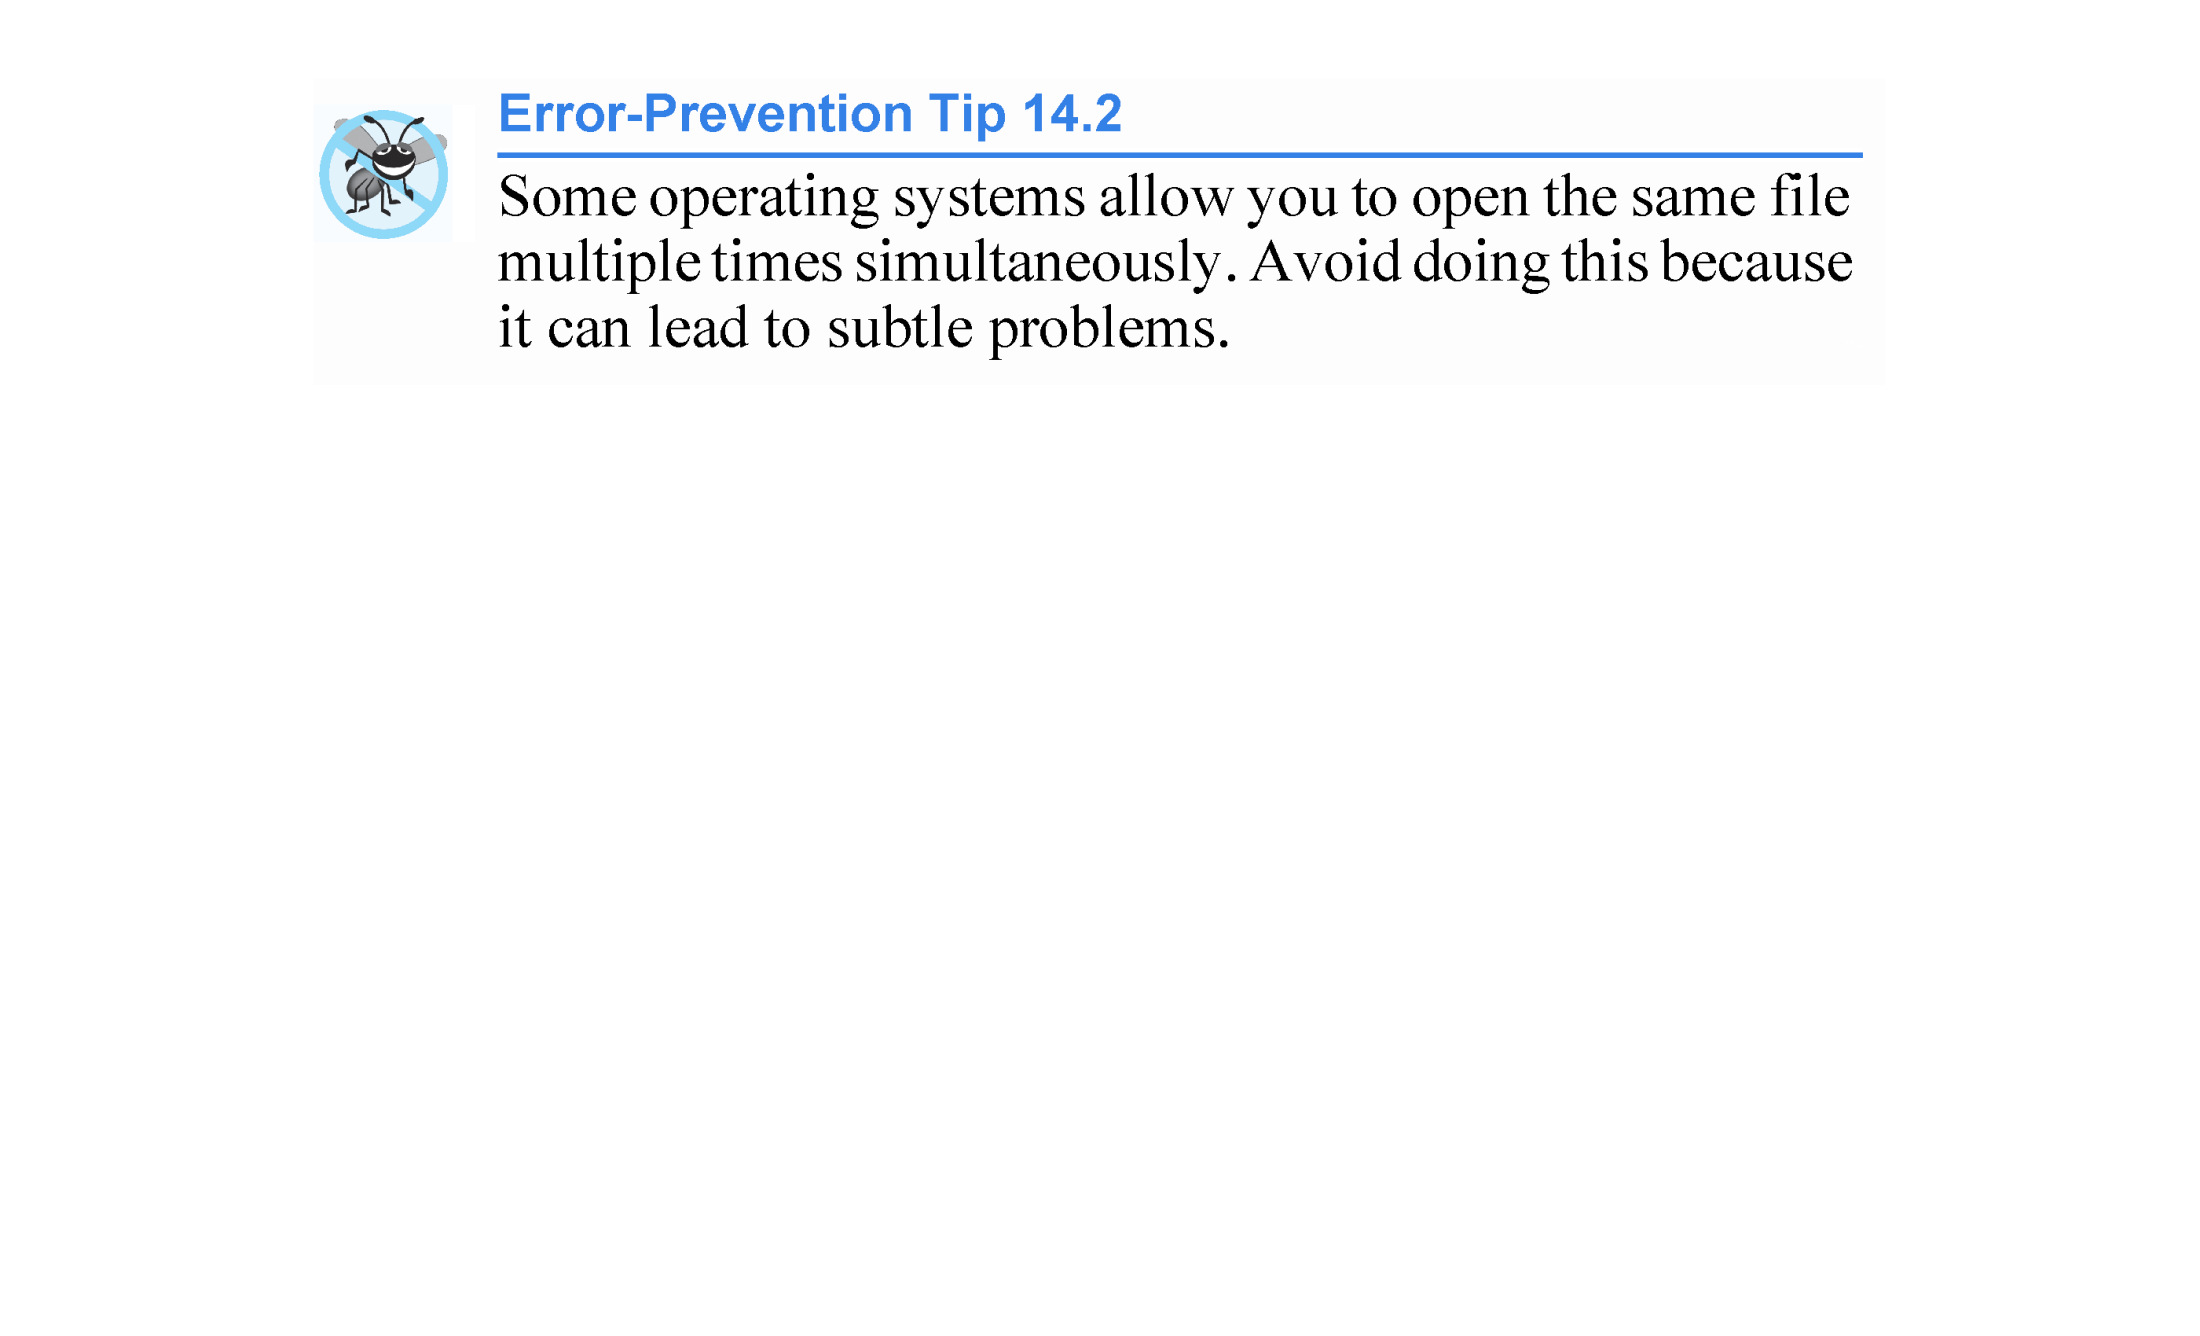 Error-Prevention Tip 14.2
Some operating systems allow you to open the same file
multiple times simultaneously. Avoid doing this because
it can lead to subtle problems.